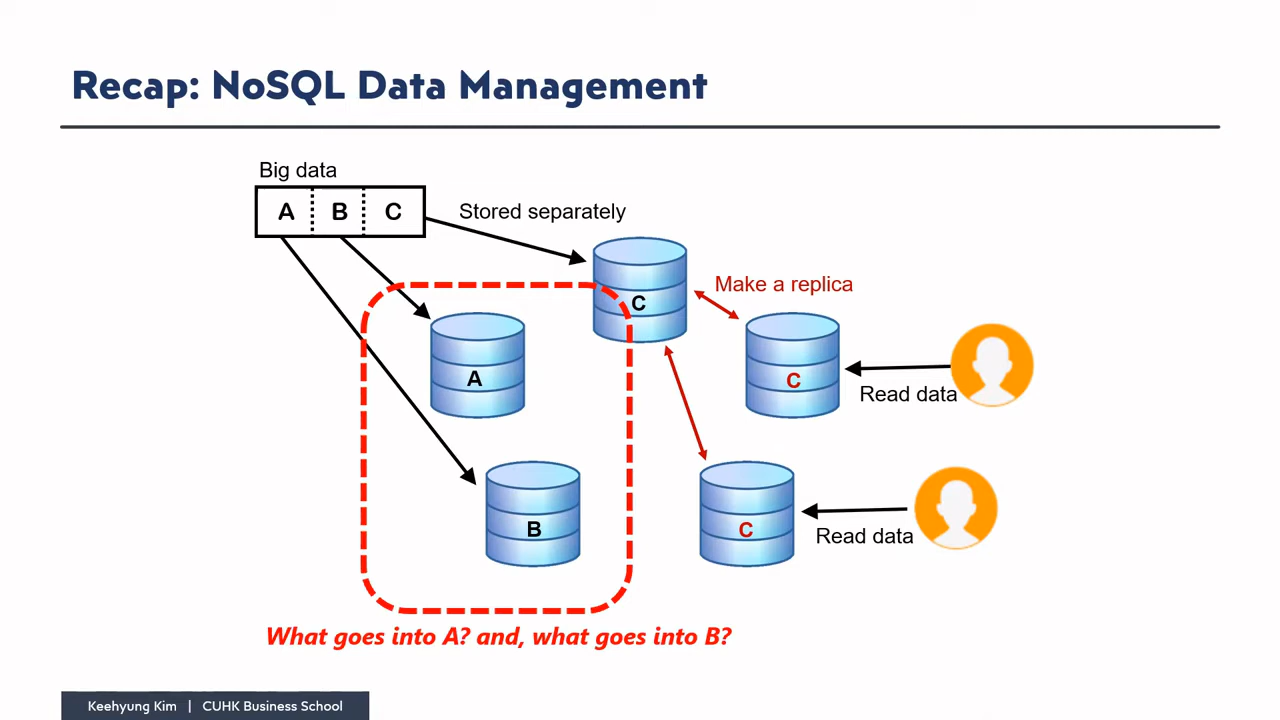 Recap: NoSQL Data Management
Big data
A B C
Stored separately
C
Make a replica
A
C
Read data
B
C
Read data
What goes into A? and, what goes into B?
Keehyung Kim | CUHK Business School